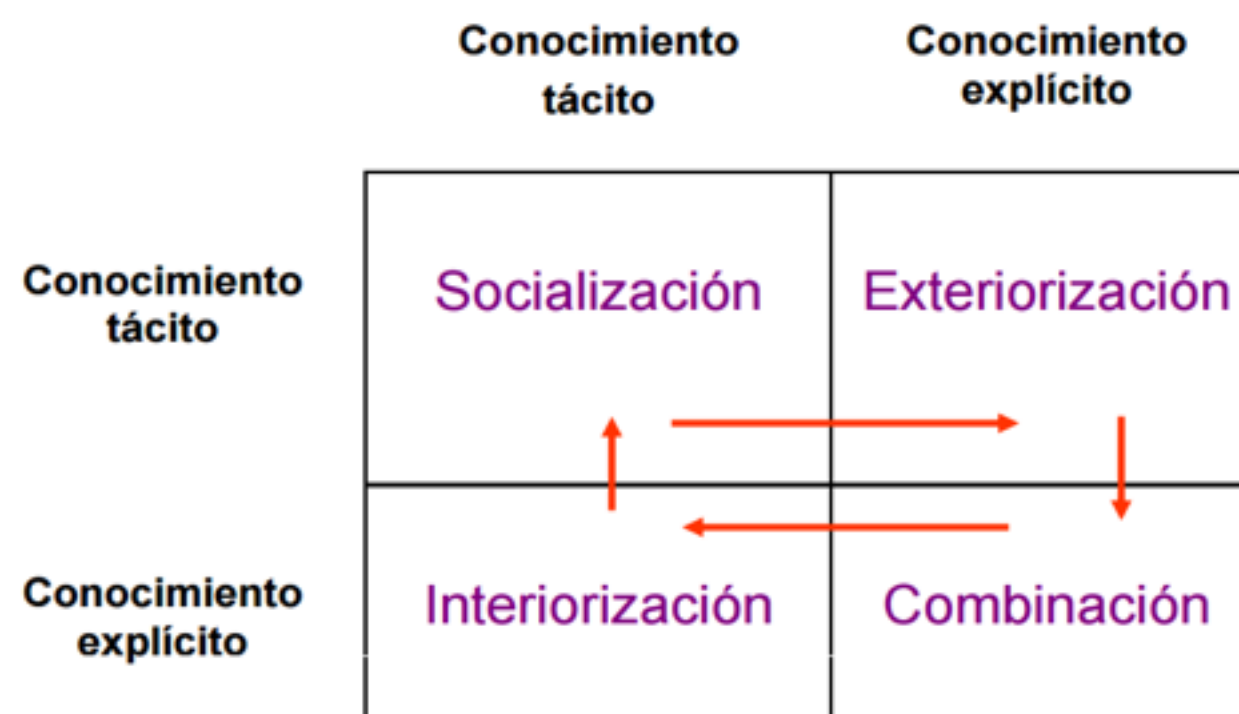 Conocimiento
tácito
Conocimiento
explícito
Conocimiento
tácito
Socialización
Exteriorización
Conocimiento
explícito
Interiorización
Combinación